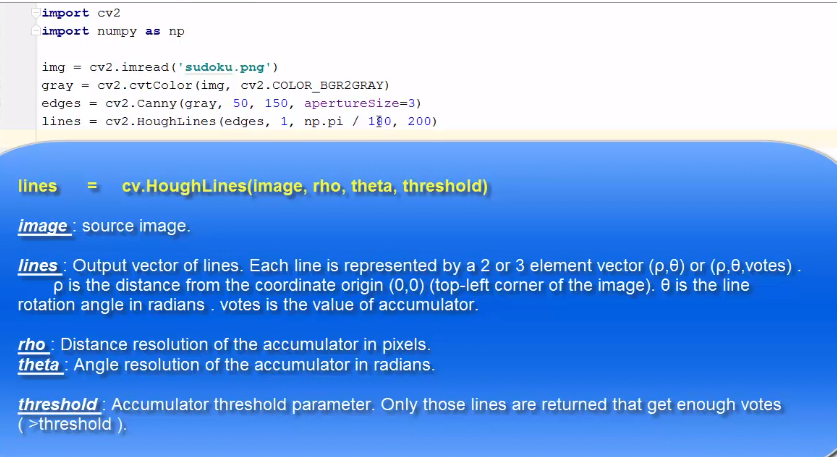 import cv2
import numpy as np
img = cv2.imread('sudoku.png')
gray = cv2.cvtColor(img, cv2.COLOR_BGR2GRAY)
edges = cv2.Canny(gray, 50, 150, apertureSize=3)
lines = cv2.HoughLines(edges, 1, np.pi / 180, 200)
lines = cv.HoughLines(image, rho, theta, threshold)
image : source image.
lines : Output vector of lines. Each line is represented by a 2 or 3 element vector (ρ,θ) or (ρ,θ,votes) .
ρ is the distance from the coordinate origin (0,0) (top-left corner of the image). θ is the line
rotation angle in radians . votes is the value of accumulator.
rho : Distance resolution of the accumulator in pixels.
theta : Angle resolution of the accumulator in radians.
threshold : Accumulator threshold parameter. Only those lines are returned that get enough votes
( >threshold ).